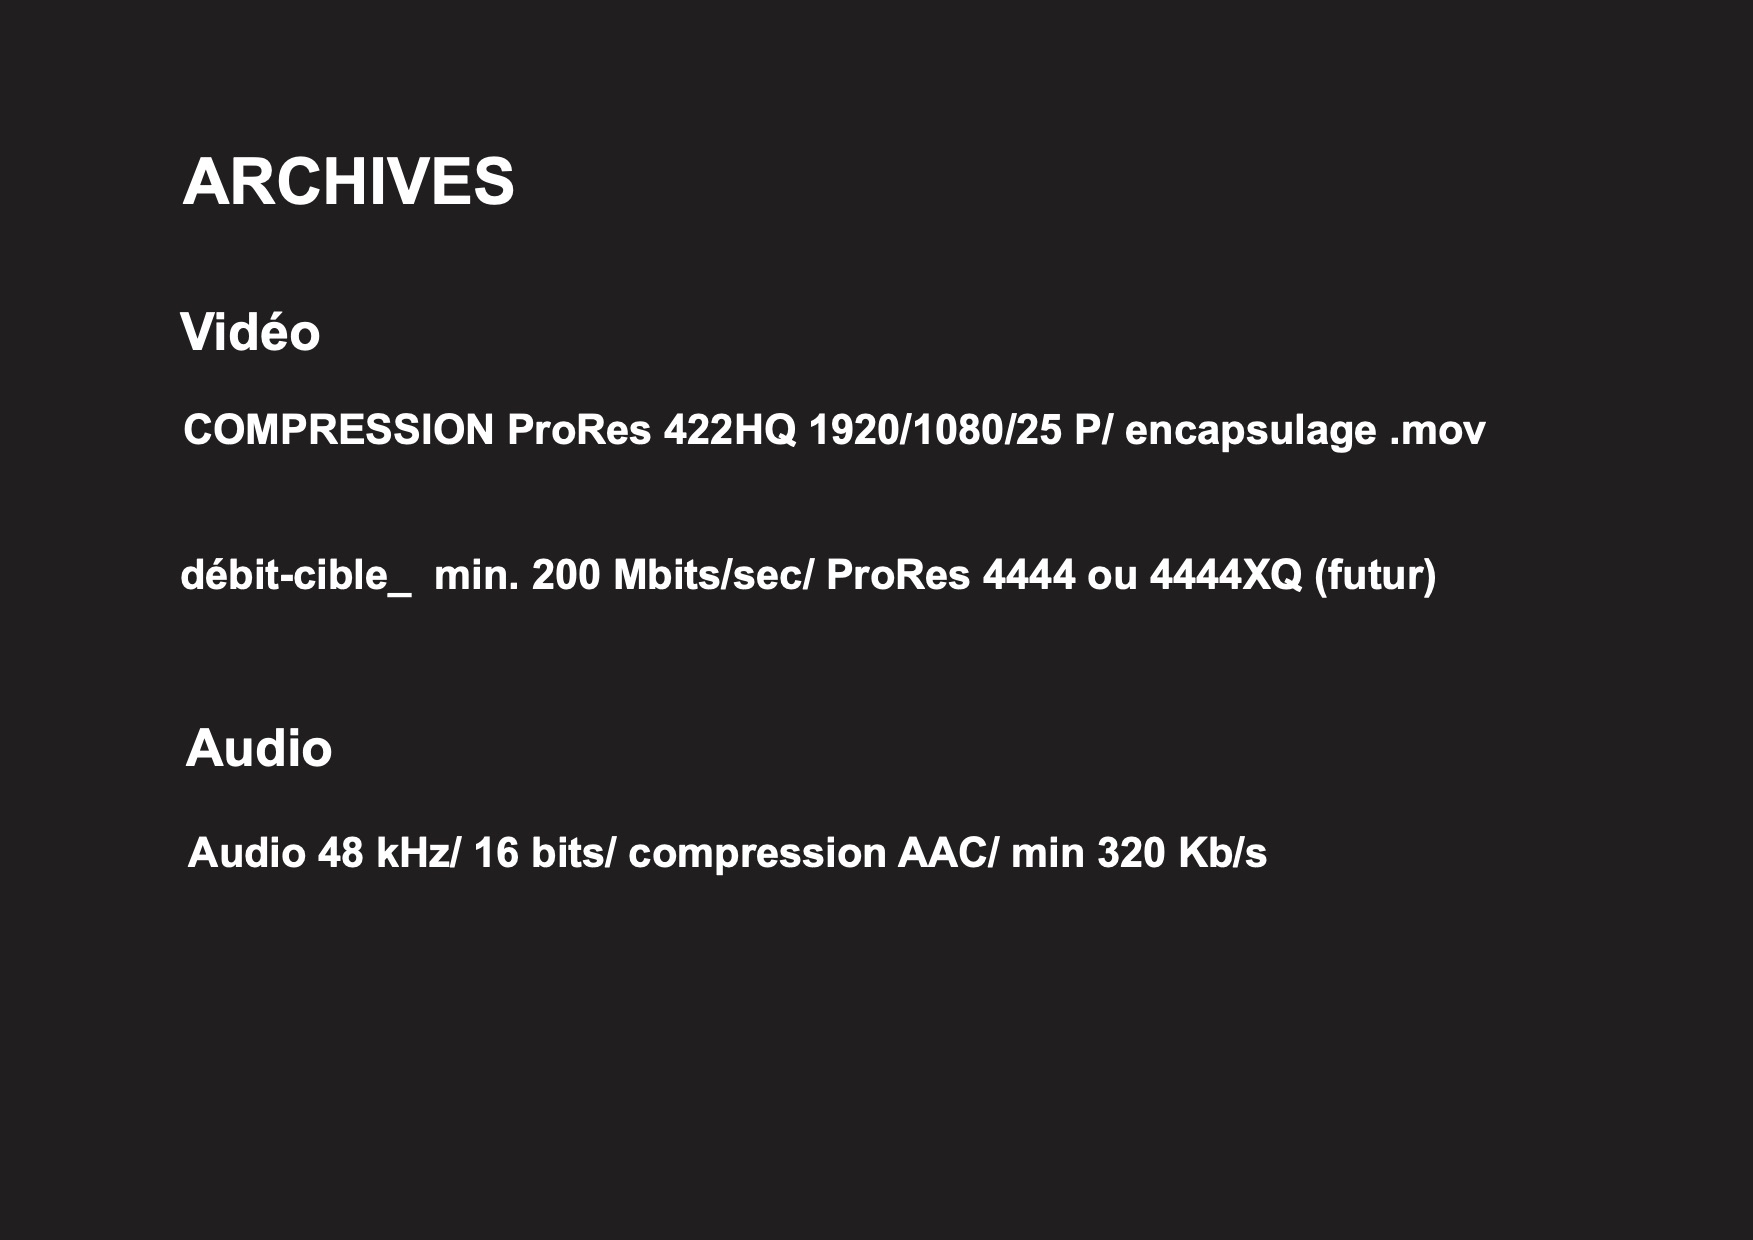 ARCHIVES
Vidéo
COMPRESSION ProRes 422HQ 1920/1080/25 P/ encapsulage .mov
débit-cible_  min. 200 Mbits/sec/ ProRes 4444 ou 4444XQ (futur)
Audio
Audio 48 kHz/ 16 bits/ compression AAC/ min 320 Kb/s